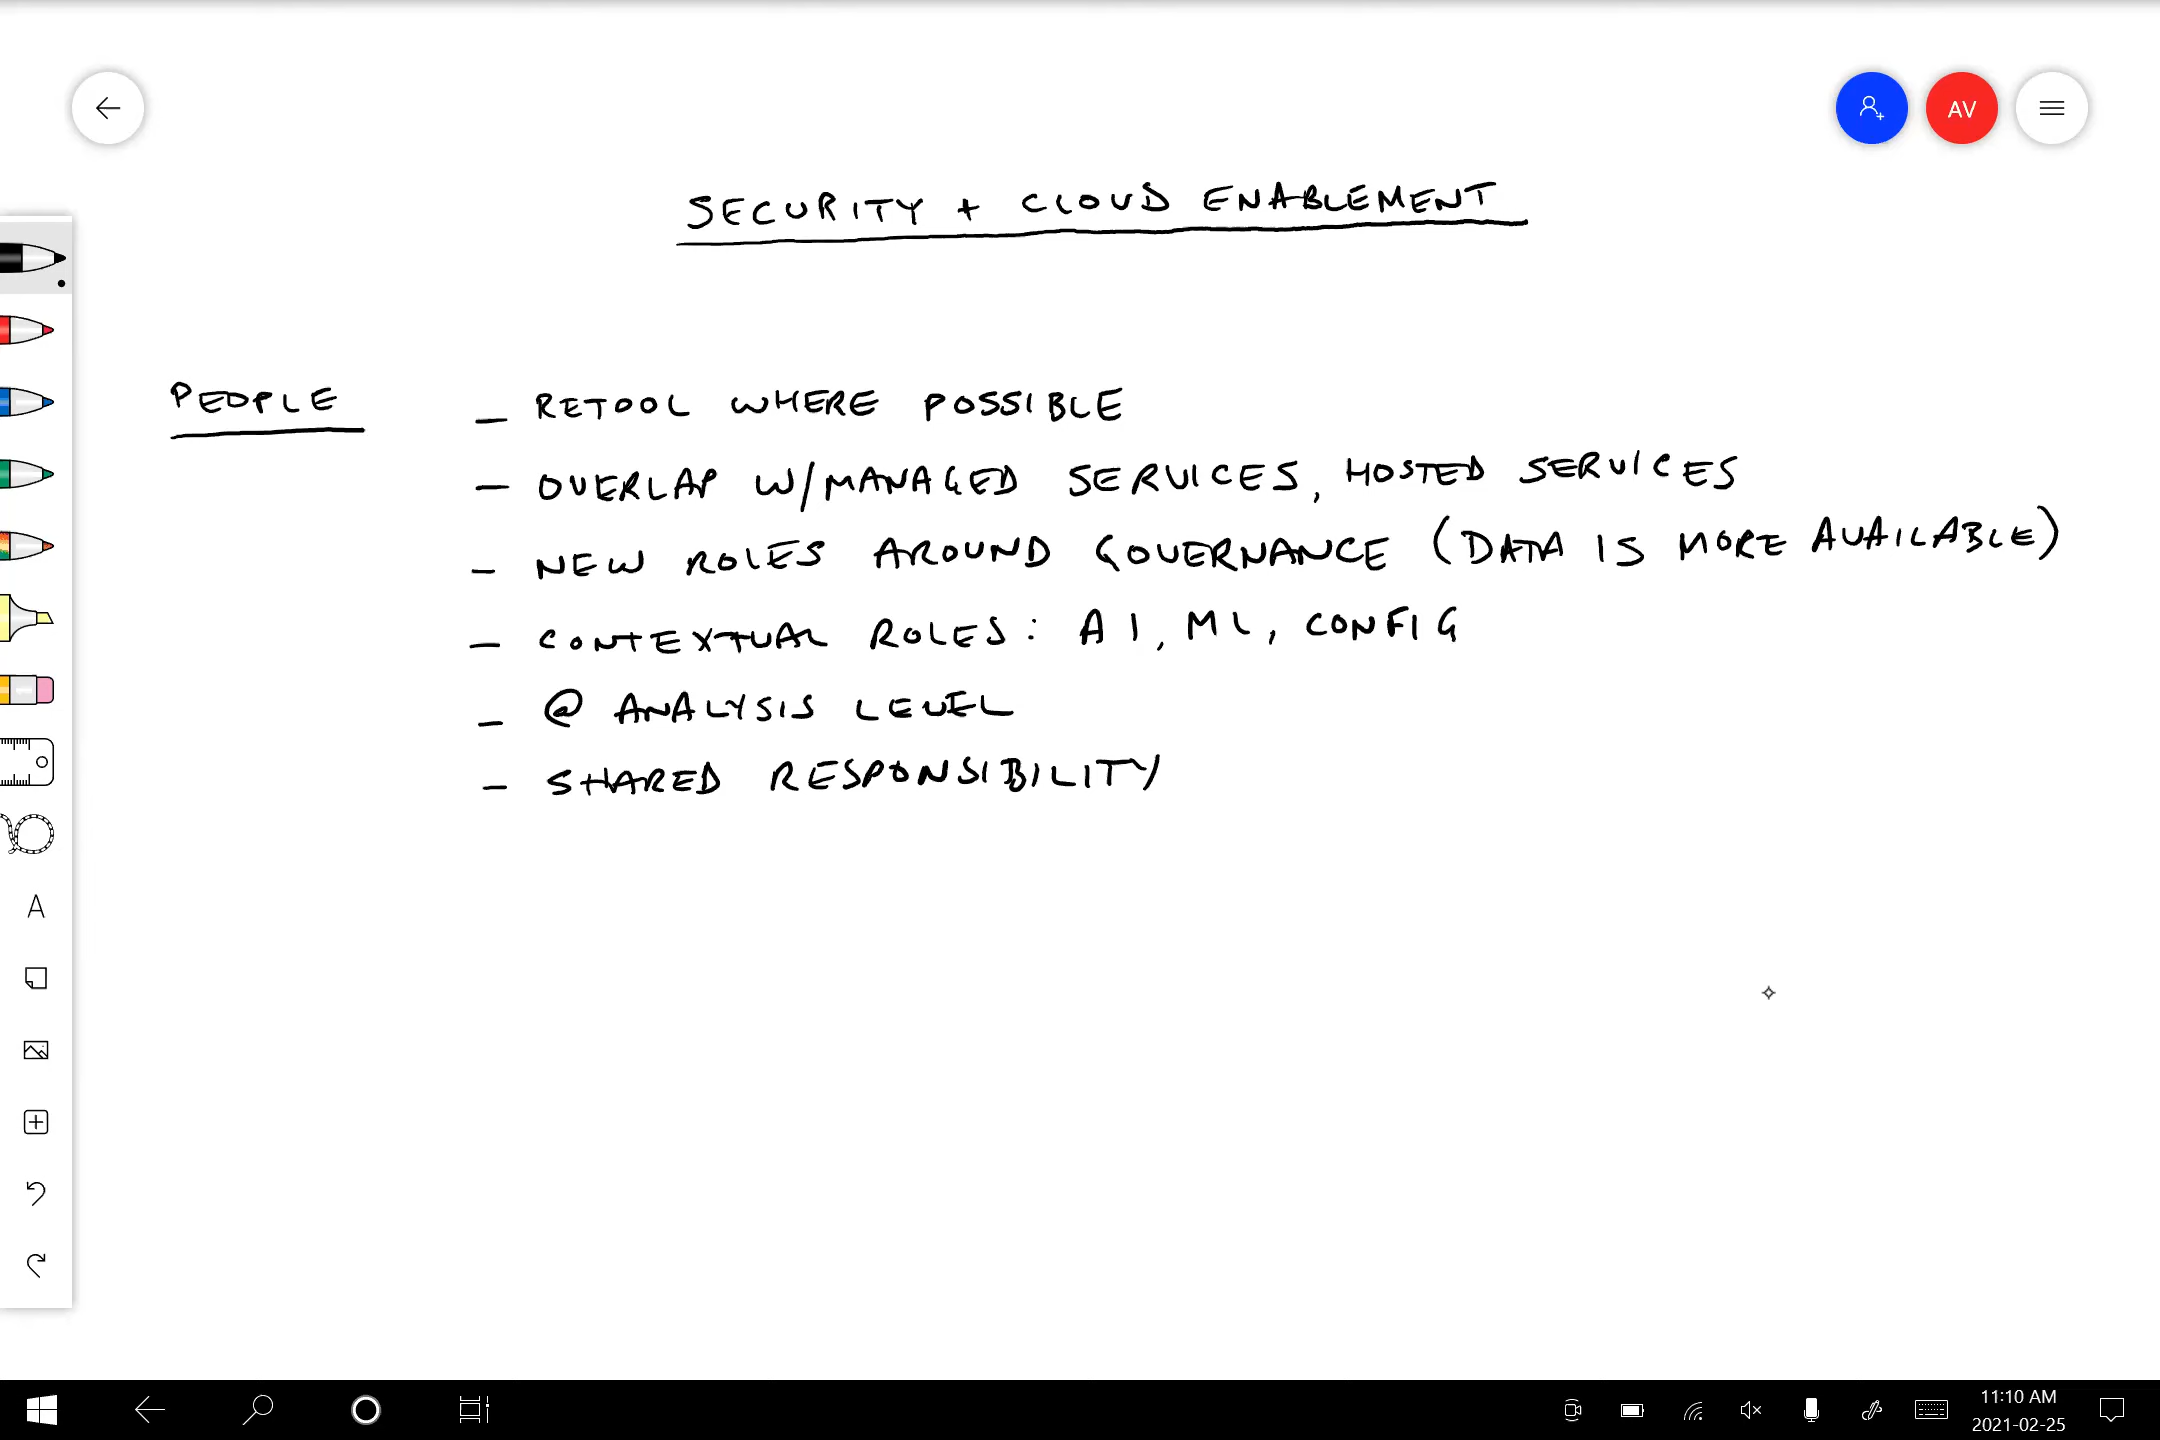 AV
SECURITY + CLOUD ENABLEMENT
PEOPLE
- RETOOL WHERE POSSIBLE
- OVERLAP W/MANAGED SERVICES, HOSTED SERVICES
- NEW ROLES AROUND GOVERNANCE (DATA IS MORE AVAILABLE)
- CONTEXTUAL ROLES: AI, ML, CONFIG
- @ ANALYSIS LEVEL
- SHARED RESPONSIBILITY
A
11:10 AM
2021-02-25